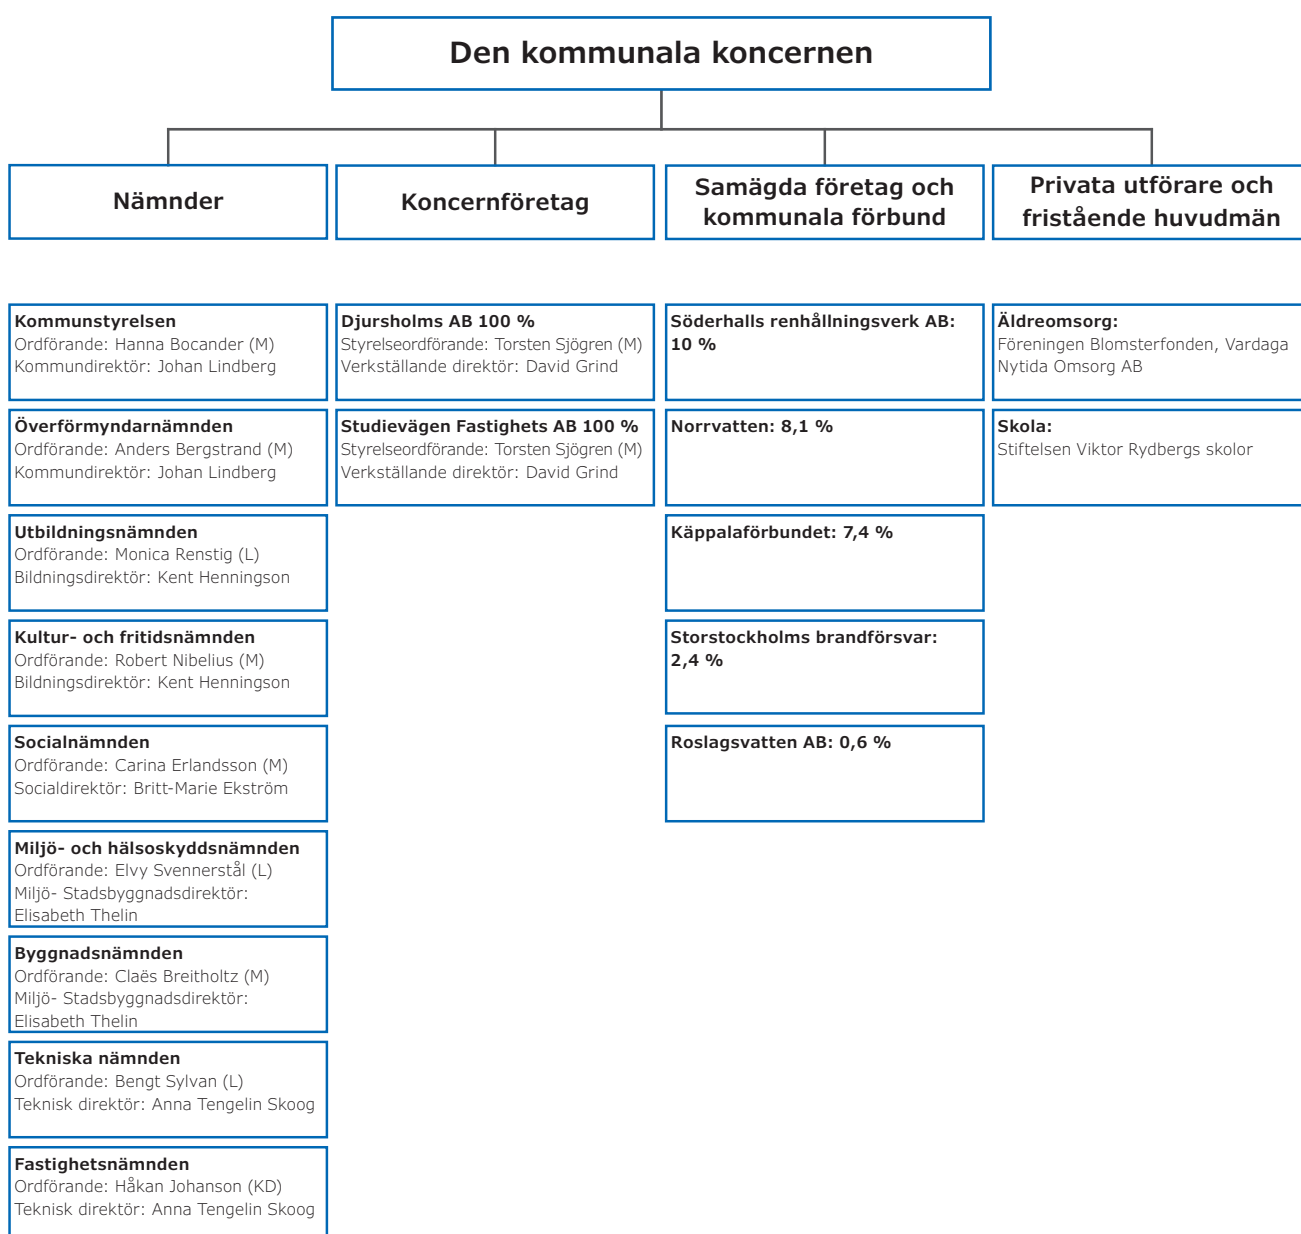 Den kommunala koncernen
Nämnder
Koncernföretag
Samägda företag och
kommunala förbund
Privata utförare och
fristående huvudmän
Kommunstyrelsen
Ordförande: Hanna Bocander (M)
Kommundirektör: Johan Lindberg
Överförmyndarnämnden
Ordförande: Anders Bergstrand (M)
Kommundirektör: Johan Lindberg
Utbildningsnämnden
Ordförande: Monica Renstig (L)
Bildningsdirektör: Kent Henningson
Kultur- och fritidsnämnden
Ordförande: Robert Nibelius (M)
Bildningsdirektör: Kent Henningson
Socialnämnden
Ordförande: Carina Erlandsson (M)
Socialdirektör: Britt-Marie Ekström
Miljö- och hälsoskyddsnämnden
Ordförande: Elvy Svennerstål (L)
Miljö- Stadsbyggnadsdirektör:
Elisabeth Thelin
Byggnadsnämnden
Ordförande: Claës Breitholtz (M)
Miljö- Stadsbyggnadsdirektör:
Elisabeth Thelin
Tekniska nämnden
Ordförande: Bengt Sylvan (L)
Teknisk direktör: Anna Tengelin Skoog
Fastighetsnämnden
Ordförande: Håkan Johanson (KD)
Teknisk direktör: Anna Tengelin Skoog
Djursholms AB 100 %
Styrelseordförande: Torsten Sjögren (M)
Verkställande direktör: David Grind
Studievägen Fastighets AB 100 %
Styrelseordförande: Torsten Sjögren (M)
Verkställande direktör: David Grind
Söderhalls renhållningsverk AB:
10 %
Norrvatten: 8,1 %
Käppalaförbundet: 7,4 %
Storstockholms brandförsvar:
2,4 %
Roslagsvatten AB: 0,6 %
Äldreomsorg:
Föreningen Blomsterfonden, Vardaga
Nytida Omsorg AB
Skola:
Stiftelsen Viktor Rydbergs skolor